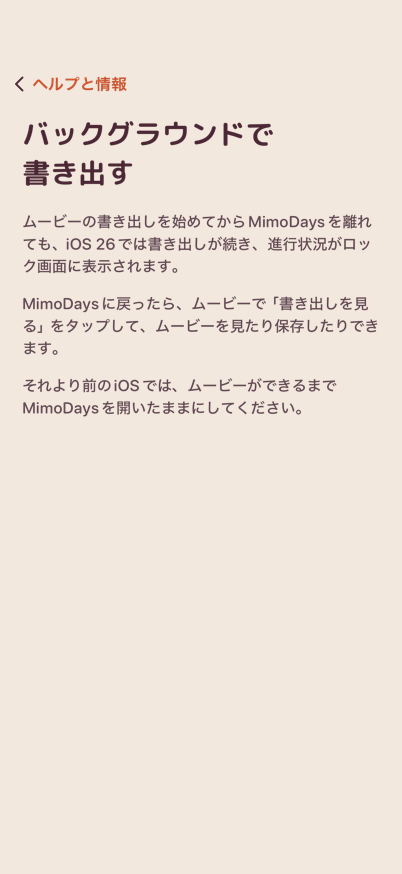 ヘルプと情報
バックグラウンドで
書き出す
ムービーの書き出しを始めてからMimoDaysを離れ
ても、iOS 26では書き出しが続き、進行状況がロッ
ク画面に表示されます。
MimoDaysに戻ったら、ムービーで「書き出しを見
る」をタップして、ムービーを見たり保存したりでき
ます。
それより前のiOSでは、ムービーができるまで
MimoDaysを開いたままにしてください。